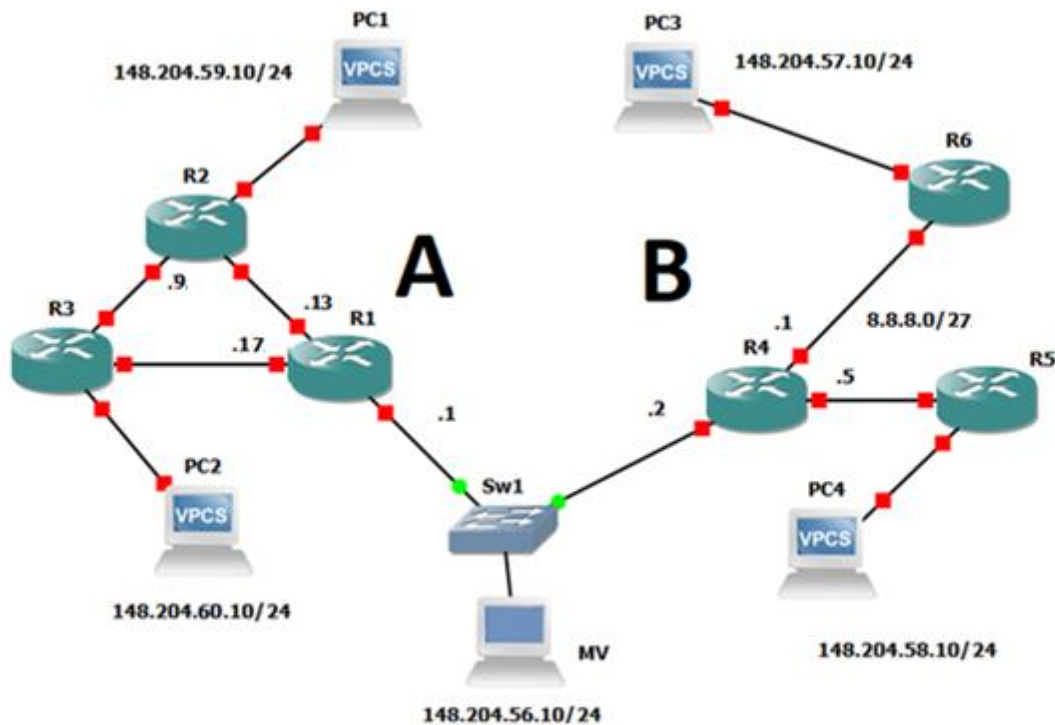 PC1
VPCS
148.204.59.10/24
PC3
VPCS
148.204.57.10/24
R6
R2
A
B
.9
.13
R3
R1
.17
8.8.8.0/27
.1
R4
R5
.5
.1
.2
PC2
VPCS
Sw1
PC4
VPCS
148.204.60.10/24
MV
148.204.58.10/24
148.204.56.10/24